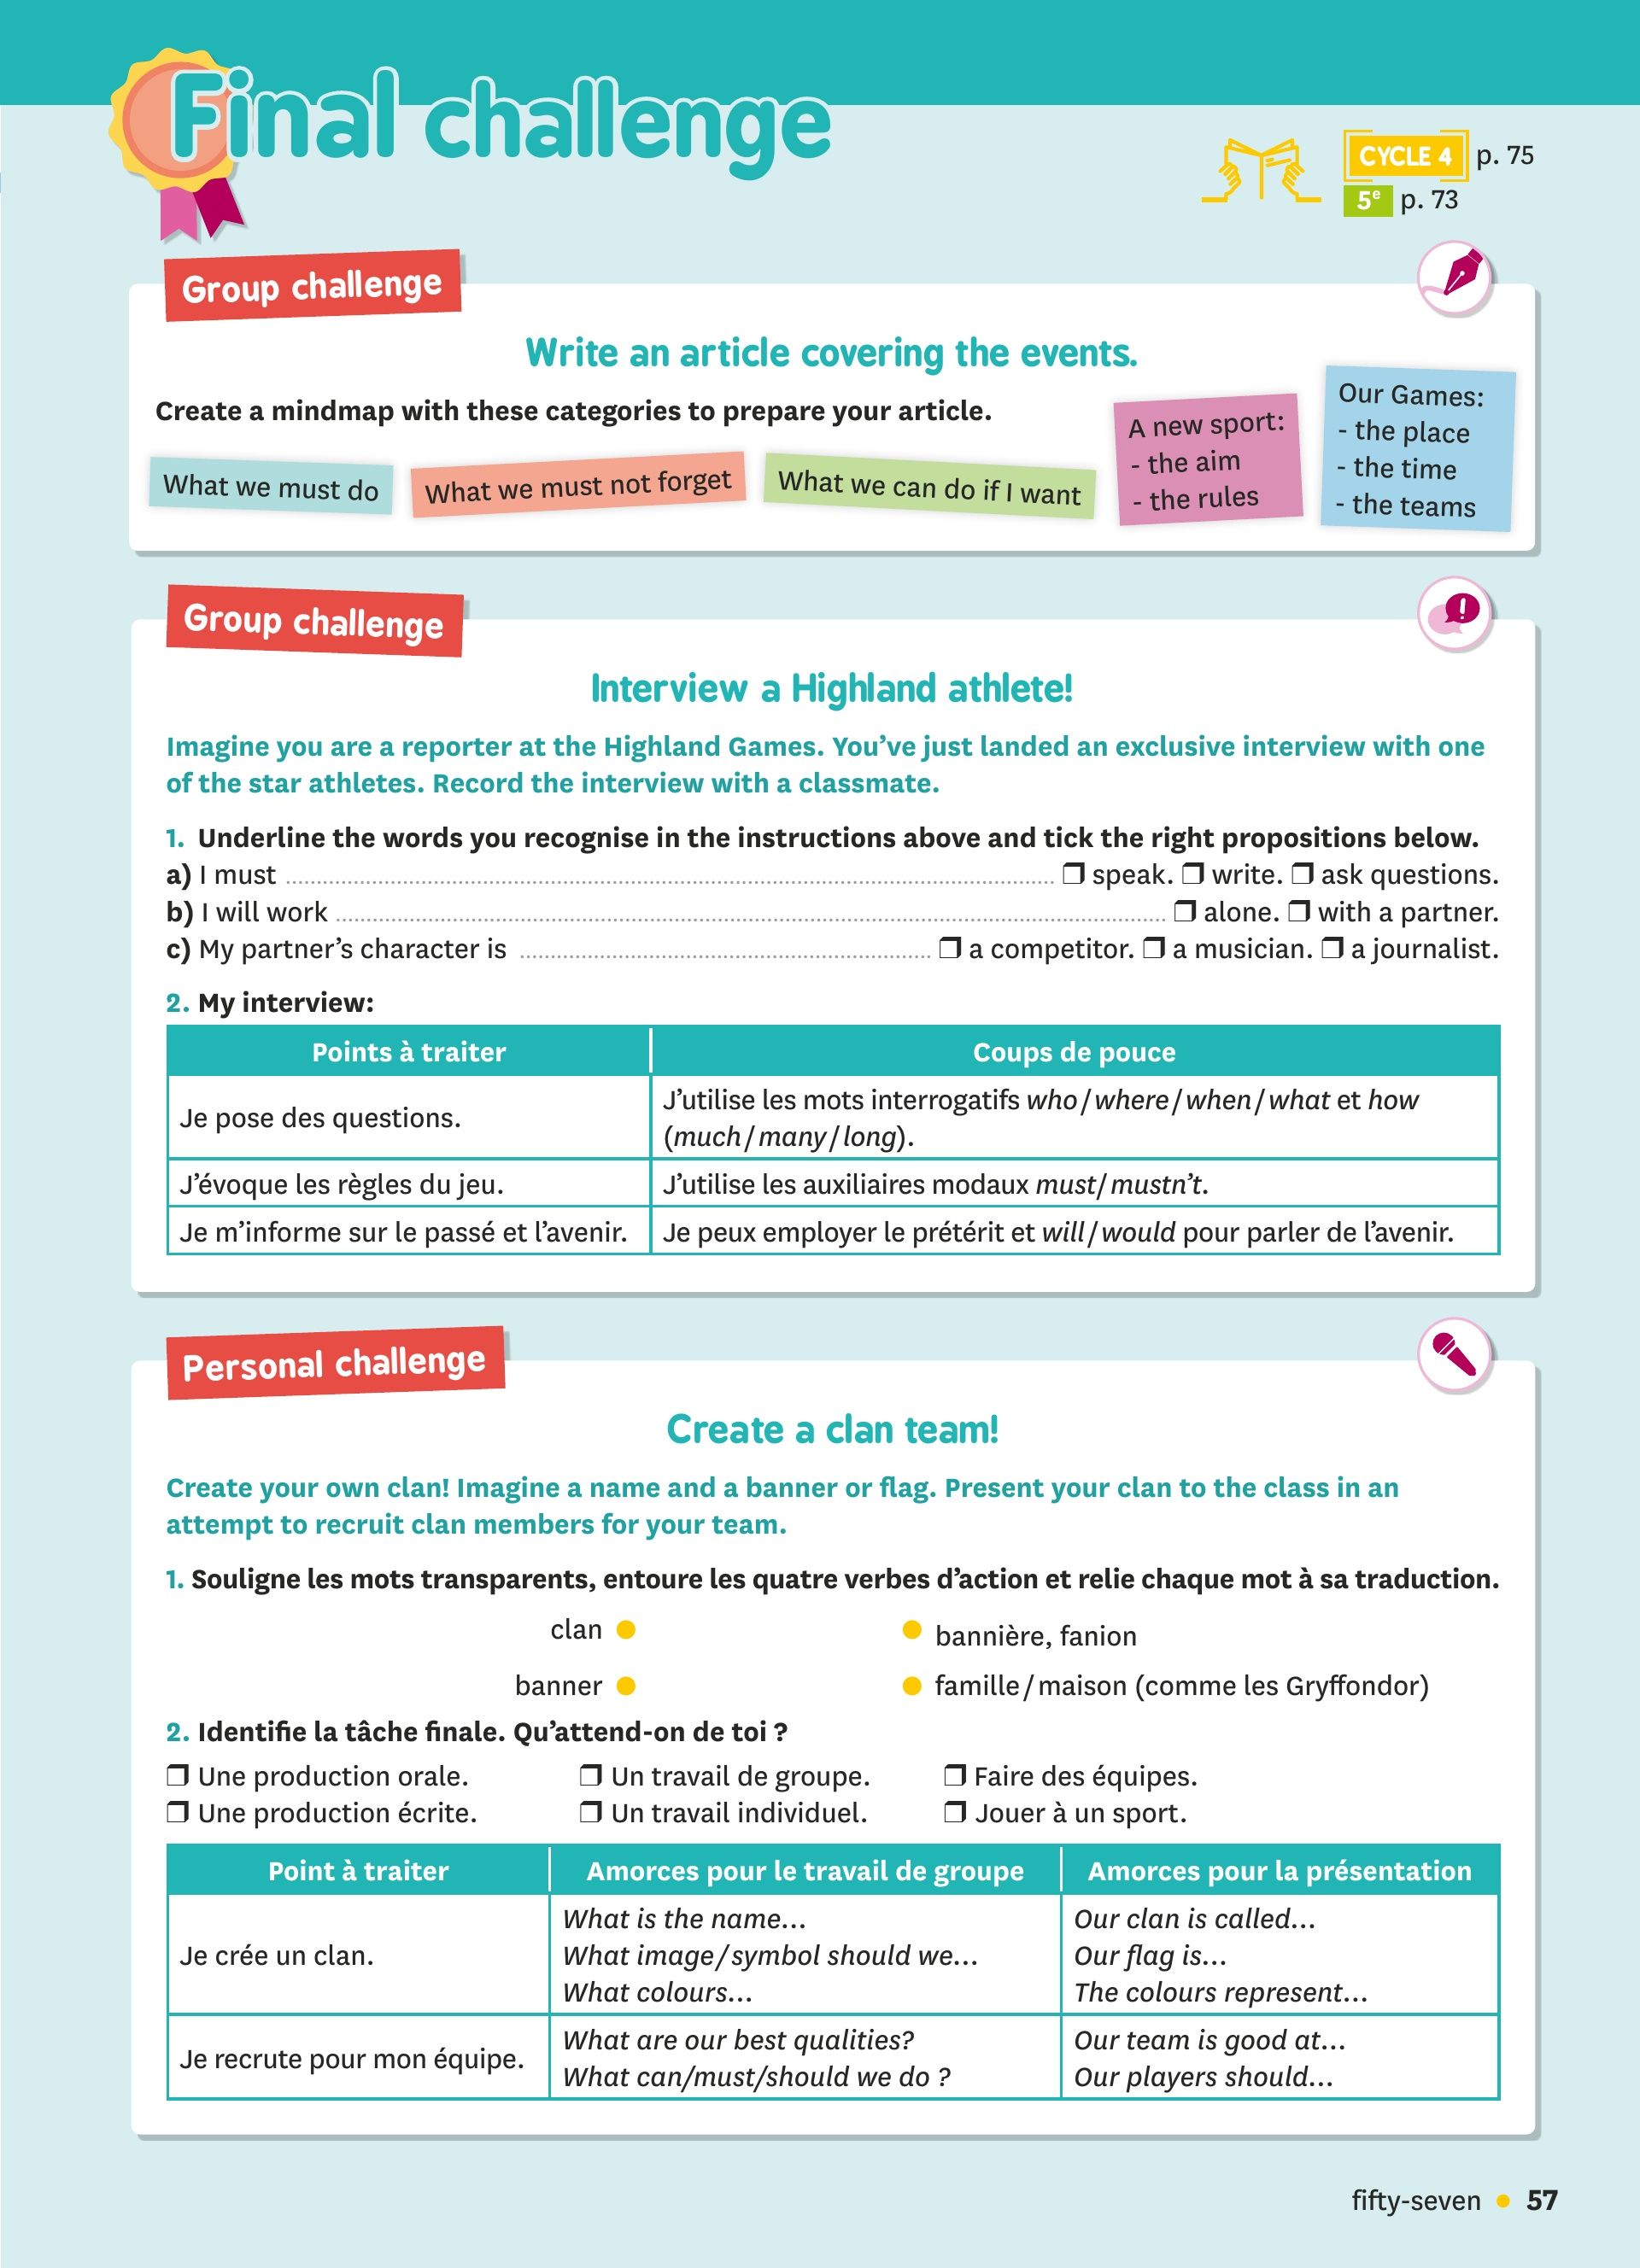 Final challenge
CYCLE 4 p. 75
5e p. 73
Group challenge
Write an article covering the events.
Create a mindmap with these categories to prepare your article.
What we must do
What we must not forget
What we can do if I want
A new sport:
- the aim
- the rules
Our Games:
- the place
- the time
- the teams
Group challenge
Interview a Highland athlete!
Imagine you are a reporter at the Highland Games. You've just landed an exclusive interview with one
of the star athletes. Record the interview with a classmate.
1. Underline the words you recognise in the instructions above and tick the right propositions below.
a) I must ........ ❒ speak. ❒ write. ❒ ask questions.
b) I will work ........ ❒ alone. ❒ with a partner.
c) My partner's character is ........ ❒ a competitor. ❒ a musician. ❒ a journalist.
2. My interview:
Points à traiter
Coups de pouce
Je pose des questions.
J'utilise les mots interrogatifs who/where/when/what et how
(much/many/long).
J'évoque les règles du jeu.
J'utilise les auxiliaires modaux must/mustn't.
Je m'informe sur le passé et l'avenir.
Je peux employer le prétérit et will/would pour parler de l'avenir.
Personal challenge
Create a clan team!
Create your own clan! Imagine a name and a banner or flag. Present your clan to the class in an
attempt to recruit clan members for your team.
1. Souligne les mots transparents, entoure les quatre verbes d'action et relie chaque mot à sa traduction.
clan ● ● bannière, fanion
banner ● ● famille/maison (comme les Gryffondor)
2. Identifie la tâche finale. Qu'attend-on de toi ?
❒ Une production orale. ❒ Un travail de groupe. ❒ Faire des équipes.
❒ Une production écrite. ❒ Un travail individuel. ❒ Jouer à un sport.
Point à traiter
Amorces pour le travail de groupe
Amorces pour la présentation
Je crée un clan.
What is the name...
What image/symbol should we...
What colours...
Our clan is called...
Our flag is...
The colours represent...
Je recrute pour mon équipe.
What are our best qualities?
What can/must/should we do ?
Our team is good at...
Our players should...
fifty-seven ● 57